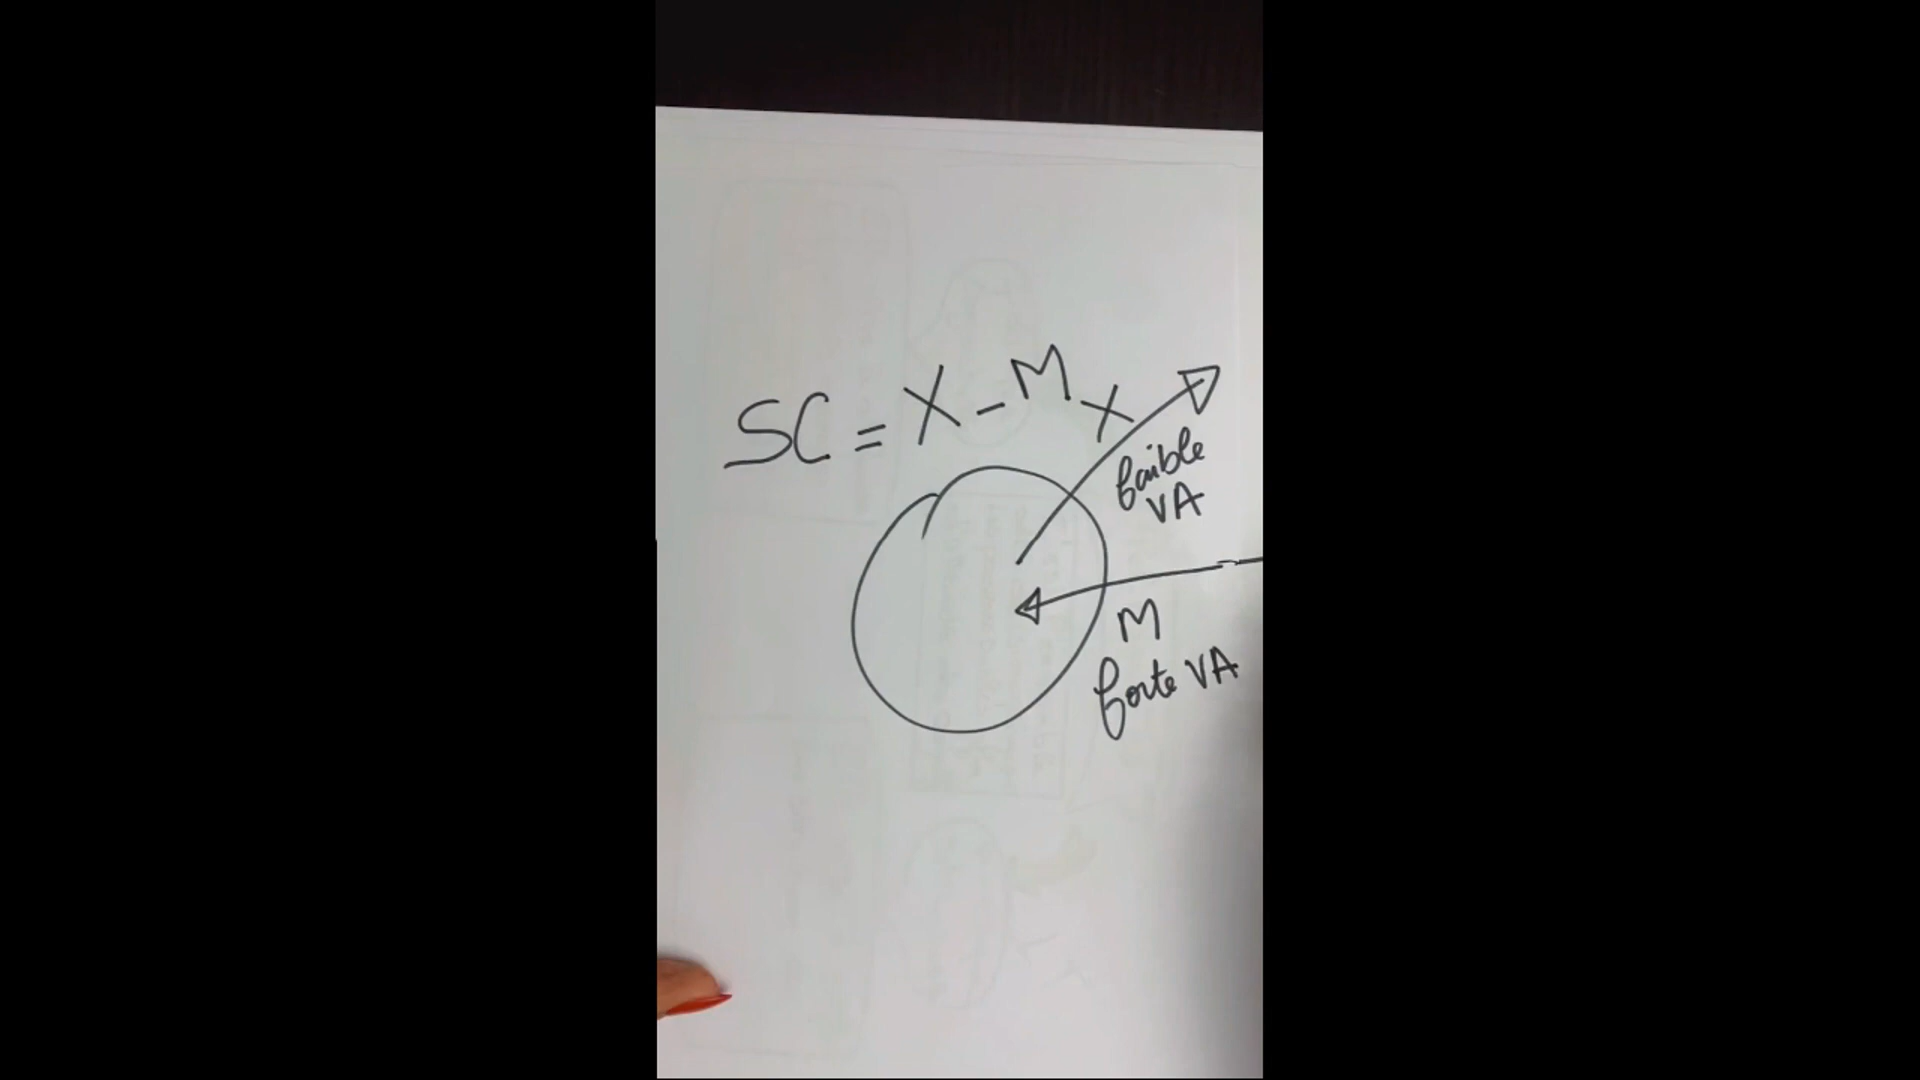 SC = X - M
X
faible
VA
M
forte VA